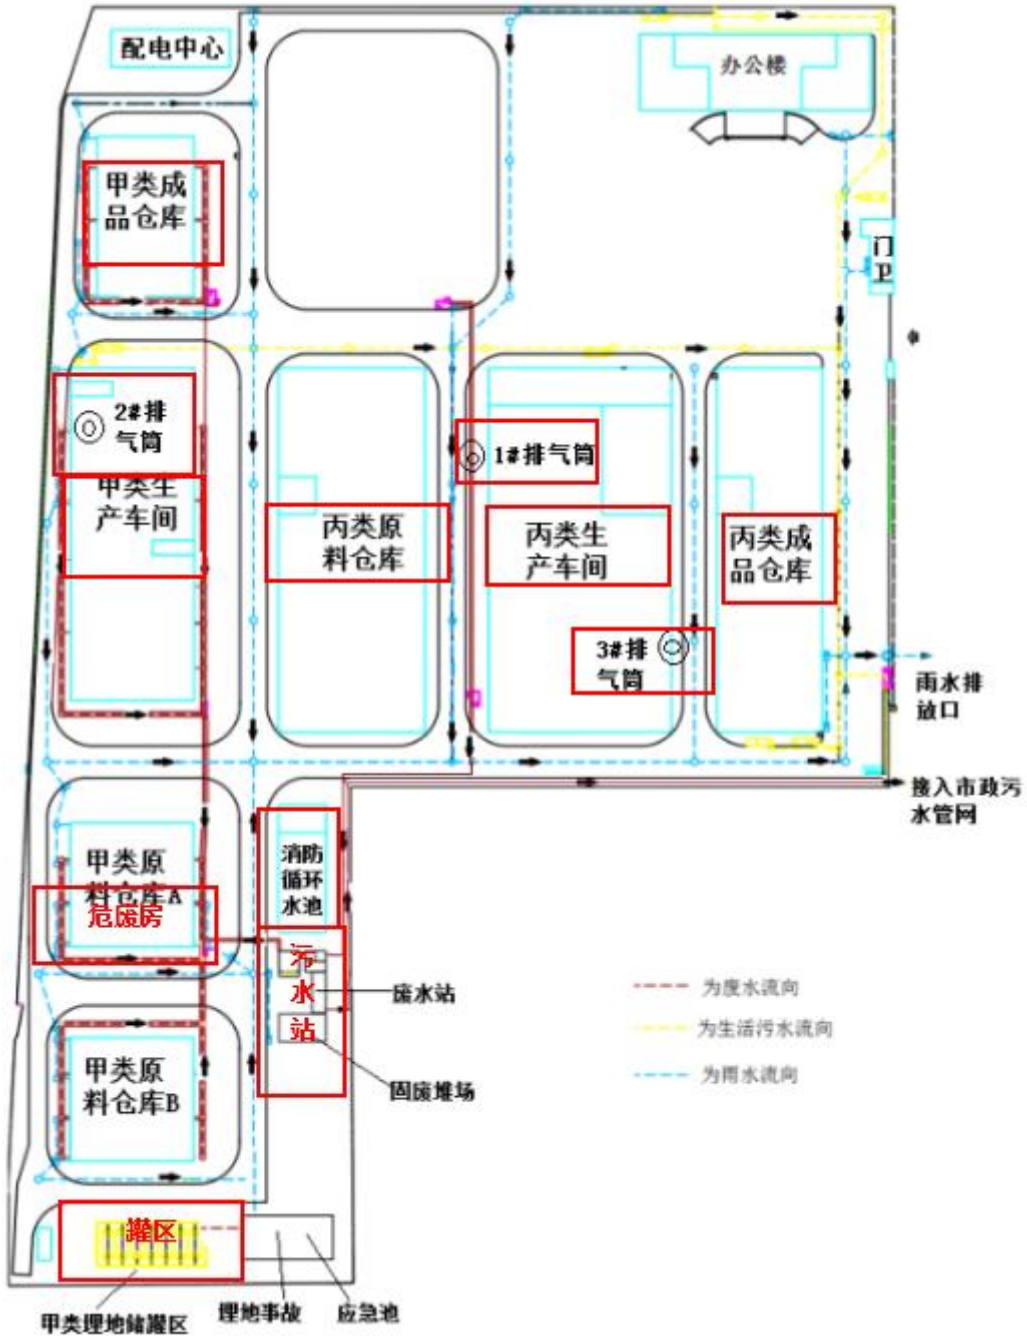 配电中心
办公楼
甲类成
品仓库
门
卫
2#排
气筒
1#排气筒
甲类生
产车间
丙类原
料仓库
丙类生
产车间
丙类成
品仓库
3#排
气筒
雨水排
放口
接入市政污
水管网
甲类原
料仓库A
危废房
消防
循环
水池
污
水
站
废水站
固废堆场
甲类原
料仓库B
为废水流向
为生活污水流向
为雨水流向
罐区
甲类埋地储罐区
埋地事故
应急池